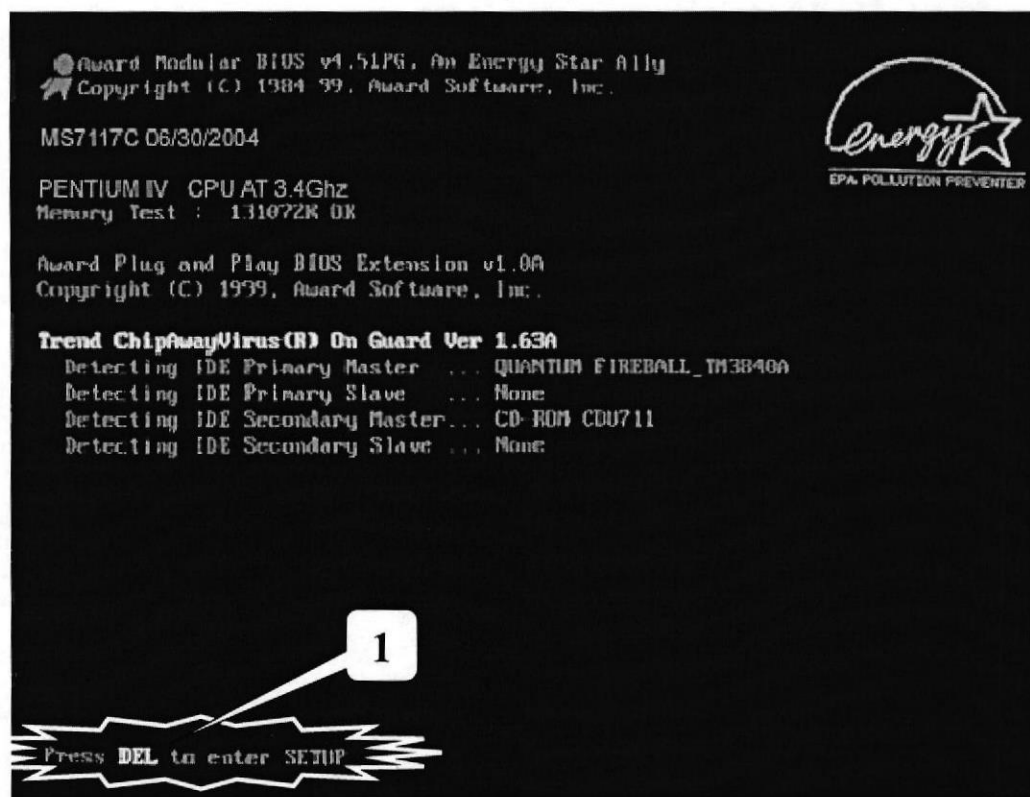 Award Modular BIOS v4.51PG, An Energy Star Ally
Copyright (C) 1984 99, Award Software, Inc.
energy
EPA POLLUTION PREVENTER
MS7117C 06/30/2004
PENTIUM IV CPU AT 3.4Ghz
Memory Test : 131072K OK
Award Plug and Play BIOS Extension v1.0A
Copyright (C) 1999, Award Software, Inc.
Trend ChipAwayVirus(R) On Guard Ver 1.63A
Detecting IDE Primary Master ... QUANTUM FIREBALL_TM3840A
Detecting IDE Primary Slave ... None
Detecting IDE Secondary Master... CD-ROM CDU711
Detecting IDE Secondary Slave ... None
1
Press DEL to enter SETUP